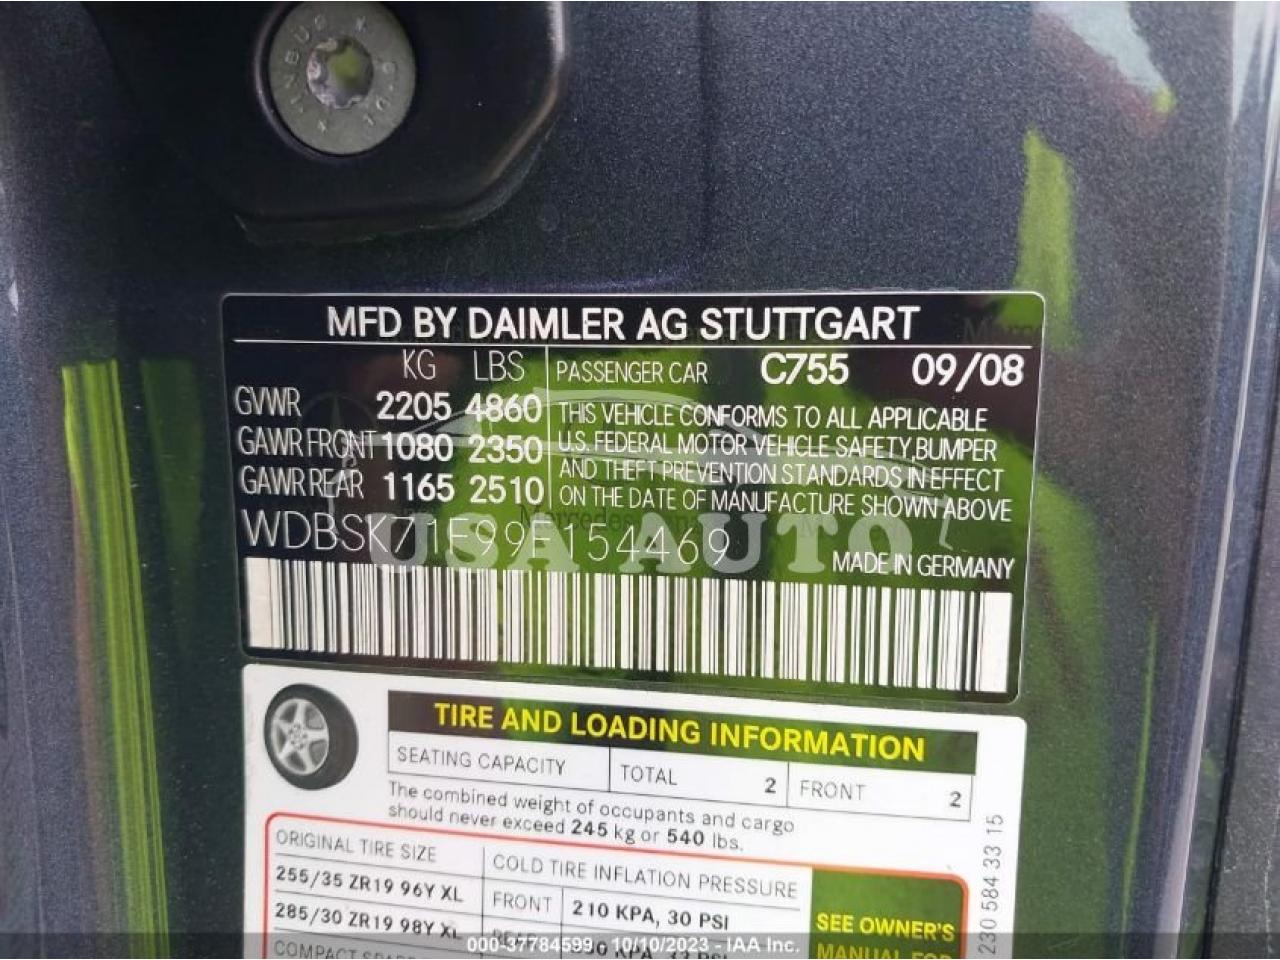 INBUS
MFD BY DAIMLER AG STUTTGART
KG LBS
PASSENGER CAR C755 09/08
GVWR 2205 4860
GAWR FRONT 1080 2350
GAWR REAR 1165 2510
THIS VEHICLE CONFORMS TO ALL APPLICABLE
U.S. FEDERAL MOTOR VEHICLE SAFETY, BUMPER
AND THEFT PREVENTION STANDARDS IN EFFECT
ON THE DATE OF MANUFACTURE SHOWN ABOVE
WDBSK71F99F154469
MADE IN GERMANY
USA AUTO
TIRE AND LOADING INFORMATION
SEATING CAPACITY TOTAL 2 FRONT 2
The combined weight of occupants and cargo
should never exceed 245 kg or 540 lbs.
ORIGINAL TIRE SIZE
COLD TIRE INFLATION PRESSURE
255/35 ZR19 96Y XL
FRONT 210 KPA, 30 PSI
285/30 ZR19 98Y XL
SEE OWNER'S
MANUAL FOR
COMPACT
230 584 33 15
000-37784599 - 10/10/2023 - IAA Inc.